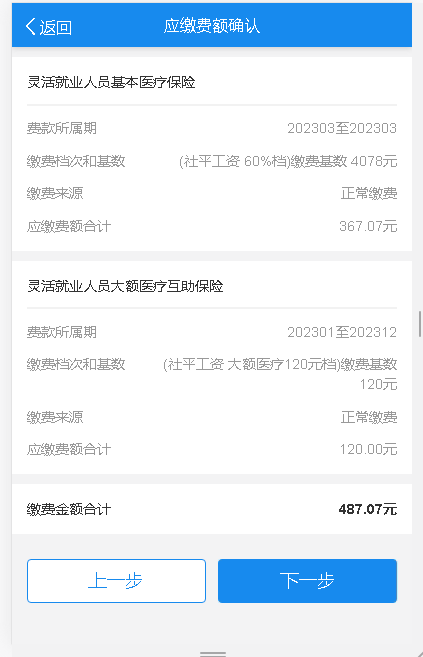 返回 应缴费额确认
灵活就业人员基本医疗保险
费款所属期 202303至202303
缴费档次和基数 (社平工资 60%档)缴费基数 4078元
缴费来源 正常缴费
应缴费额合计 367.07元
灵活就业人员大额医疗互助保险
费款所属期 202301至202312
缴费档次和基数 (社平工资 大额医疗120元档)缴费基数
120元
缴费来源 正常缴费
应缴费额合计 120.00元
缴费金额合计 487.07元
上一步 下一步